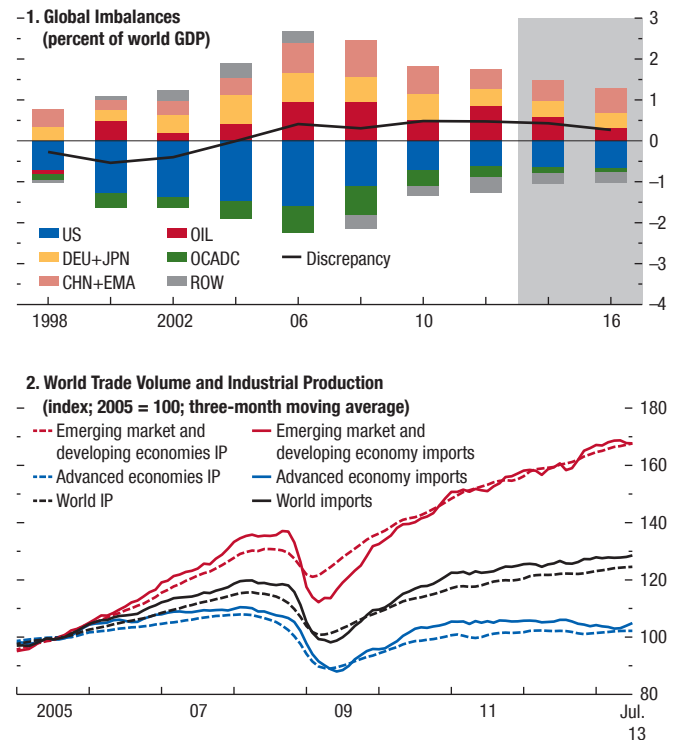 1. Global Imbalances
(percent of world GDP)
3
2
1
0
–1
–2
–3
–4
US
OIL
DEU+JPN
OCADC
Discrepancy
CHN+EMA
ROW
1998
2002
06
10
16
2. World Trade Volume and Industrial Production
(index; 2005 = 100; three-month moving average)
180
160
140
120
100
80
Emerging market and
developing economies IP
Emerging market and
developing economy imports
Advanced economies IP
Advanced economy imports
World IP
World imports
2005
07
09
11
Jul.
13